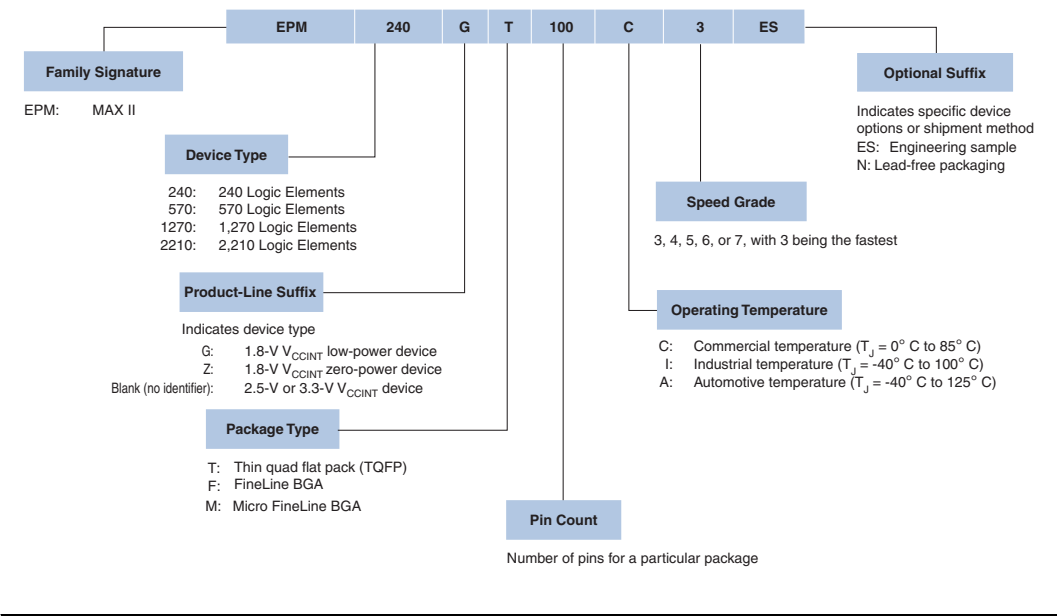 EPM 240 G T 100 C 3 ES
Family Signature
EPM: MAX II
Optional Suffix
Indicates specific device
options or shipment method
ES: Engineering sample
N: Lead-free packaging
Device Type
240: 240 Logic Elements
570: 570 Logic Elements
1270: 1,270 Logic Elements
2210: 2,210 Logic Elements
Speed Grade
3, 4, 5, 6, or 7, with 3 being the fastest
Product-Line Suffix
Indicates device type
G: 1.8-V VCCINT low-power device
Z: 1.8-V VCCINT zero-power device
Blank (no identifier): 2.5-V or 3.3-V VCCINT device
Operating Temperature
C: Commercial temperature (TJ = 0° C to 85° C)
I: Industrial temperature (TJ = -40° C to 100° C)
A: Automotive temperature (TJ = -40° C to 125° C)
Package Type
T: Thin quad flat pack (TQFP)
F: FineLine BGA
M: Micro FineLine BGA
Pin Count
Number of pins for a particular package